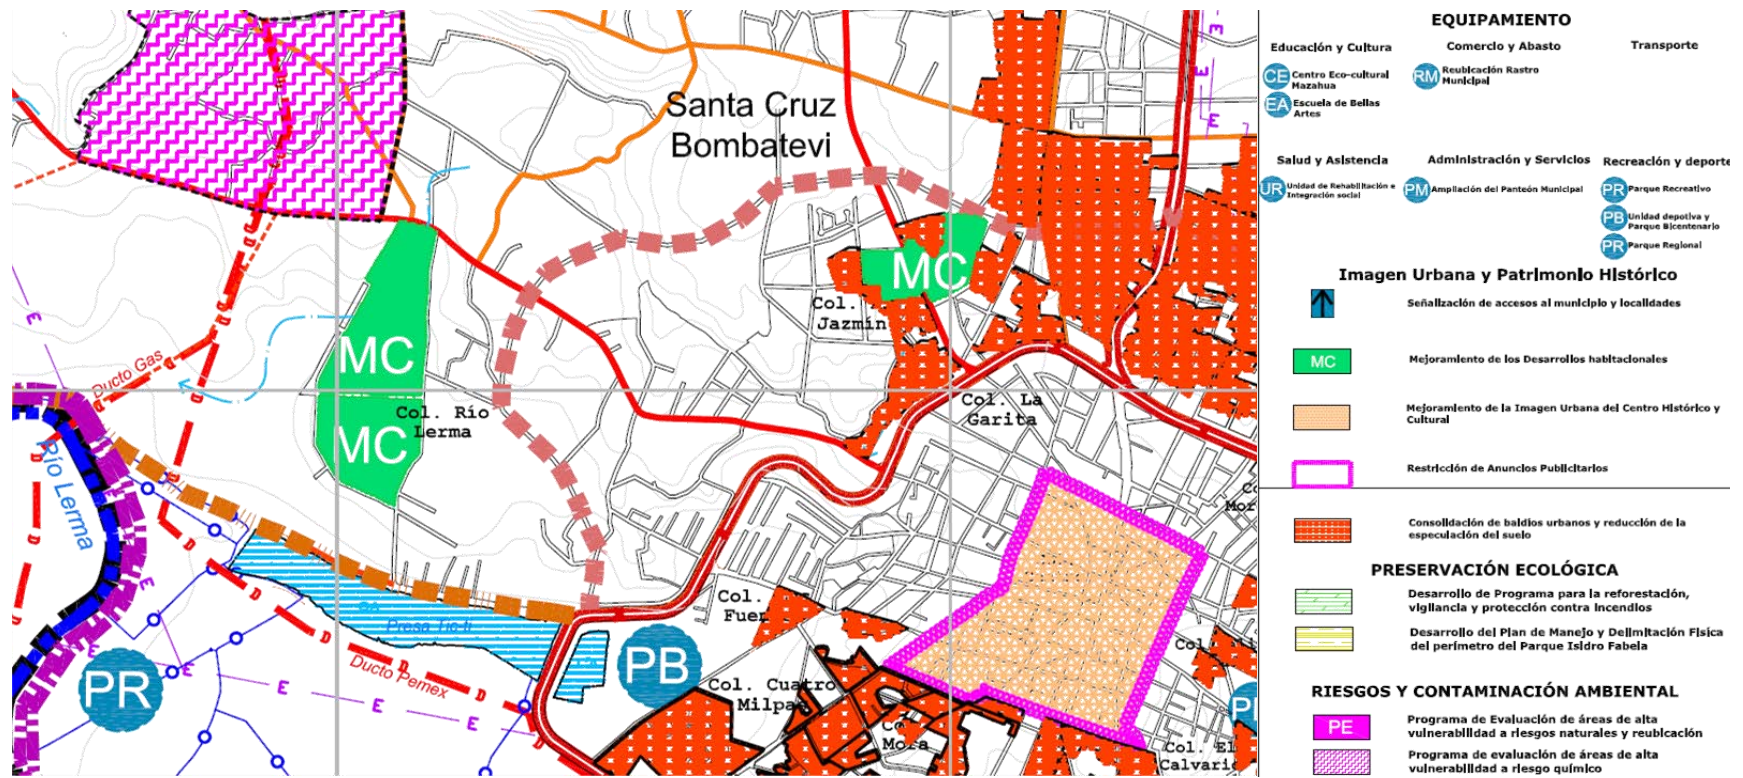 Santa Cruz
Bombatevi
MC
Col.
Jazmín
MC
MC
Ducto Gas
Col. Río
Lerma
Col. La
Garita
Río Lerma
Col.
Fuen
Presa Tic-ti
Ducto Pemex
PR
PB
Col. Cuatro
Milpas
Col.
Mora
Col. El
Calvario
E
E
E
E
E
E
E
D
D
D
D
D
D
D
D
EQUIPAMIENTO
Educación y Cultura
Comercio y Abasto
Transporte
CE Centro Eco-cultural
Mazahua
RM Reubicación Rastro
Municipal
EA Escuela de Bellas
Artes
Salud y Asistencia
Administración y Servicios
Recreación y deporte
UR Unidad de Rehabilitación e
Integración social
PM Ampliación del Panteón Municipal
PR Parque Recreativo
PB Unidad depotiva y
Parque Bicentenario
PR Parque Regional
Imagen Urbana y Patrimonio Histórico
Señalización de accesos al municipio y localidades
MC Mejoramiento de los Desarrollos habitacionales
Mejoramiento de la Imagen Urbana del Centro Histórico y
Cultural
Restricción de Anuncios Publicitarios
Consolidación de baldíos urbanos y reducción de la
especulación del suelo
PRESERVACIÓN ECOLÓGICA
Desarrollo de Programa para la reforestación,
vigilancia y protección contra incendios
Desarrollo del Plan de Manejo y Delimitación Física
del perímetro del Parque Isidro Fabela
RIESGOS Y CONTAMINACIÓN AMBIENTAL
PE Programa de Evaluación de áreas de alta
vulnerabilidad a riesgos naturales y reubicación
Programa de evaluación de áreas de alta
vulnerabilidad a riesgo químico